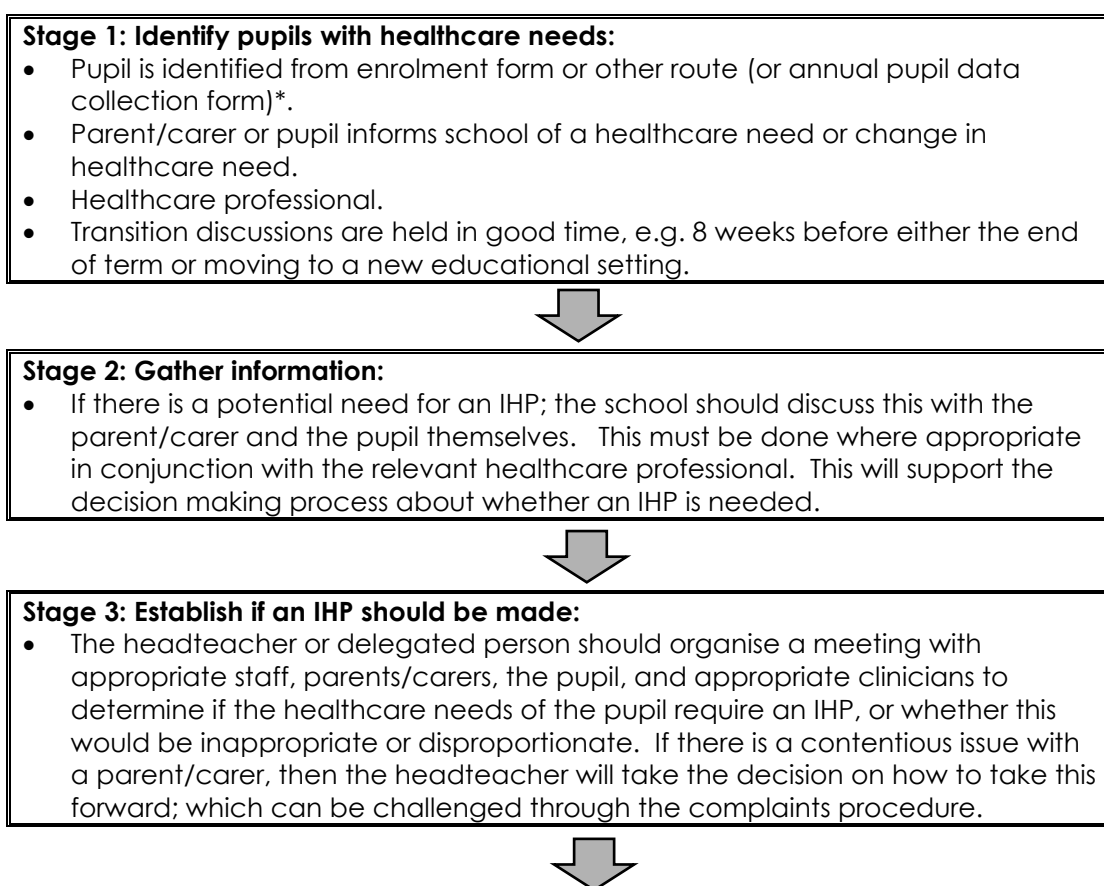 Stage 1: Identify pupils with healthcare needs:
• Pupil is identified from enrolment form or other route (or annual pupil data
collection form)*.
• Parent/carer or pupil informs school of a healthcare need or change in
healthcare need.
• Healthcare professional.
• Transition discussions are held in good time, e.g. 8 weeks before either the end
of term or moving to a new educational setting.
Stage 2: Gather information:
• If there is a potential need for an IHP; the school should discuss this with the
parent/carer and the pupil themselves. This must be done where appropriate
in conjunction with the relevant healthcare professional. This will support the
decision making process about whether an IHP is needed.
Stage 3: Establish if an IHP should be made:
• The headteacher or delegated person should organise a meeting with
appropriate staff, parents/carers, the pupil, and appropriate clinicians to
determine if the healthcare needs of the pupil require an IHP, or whether this
would be inappropriate or disproportionate. If there is a contentious issue with
a parent/carer, then the headteacher will take the decision on how to take this
forward; which can be challenged through the complaints procedure.